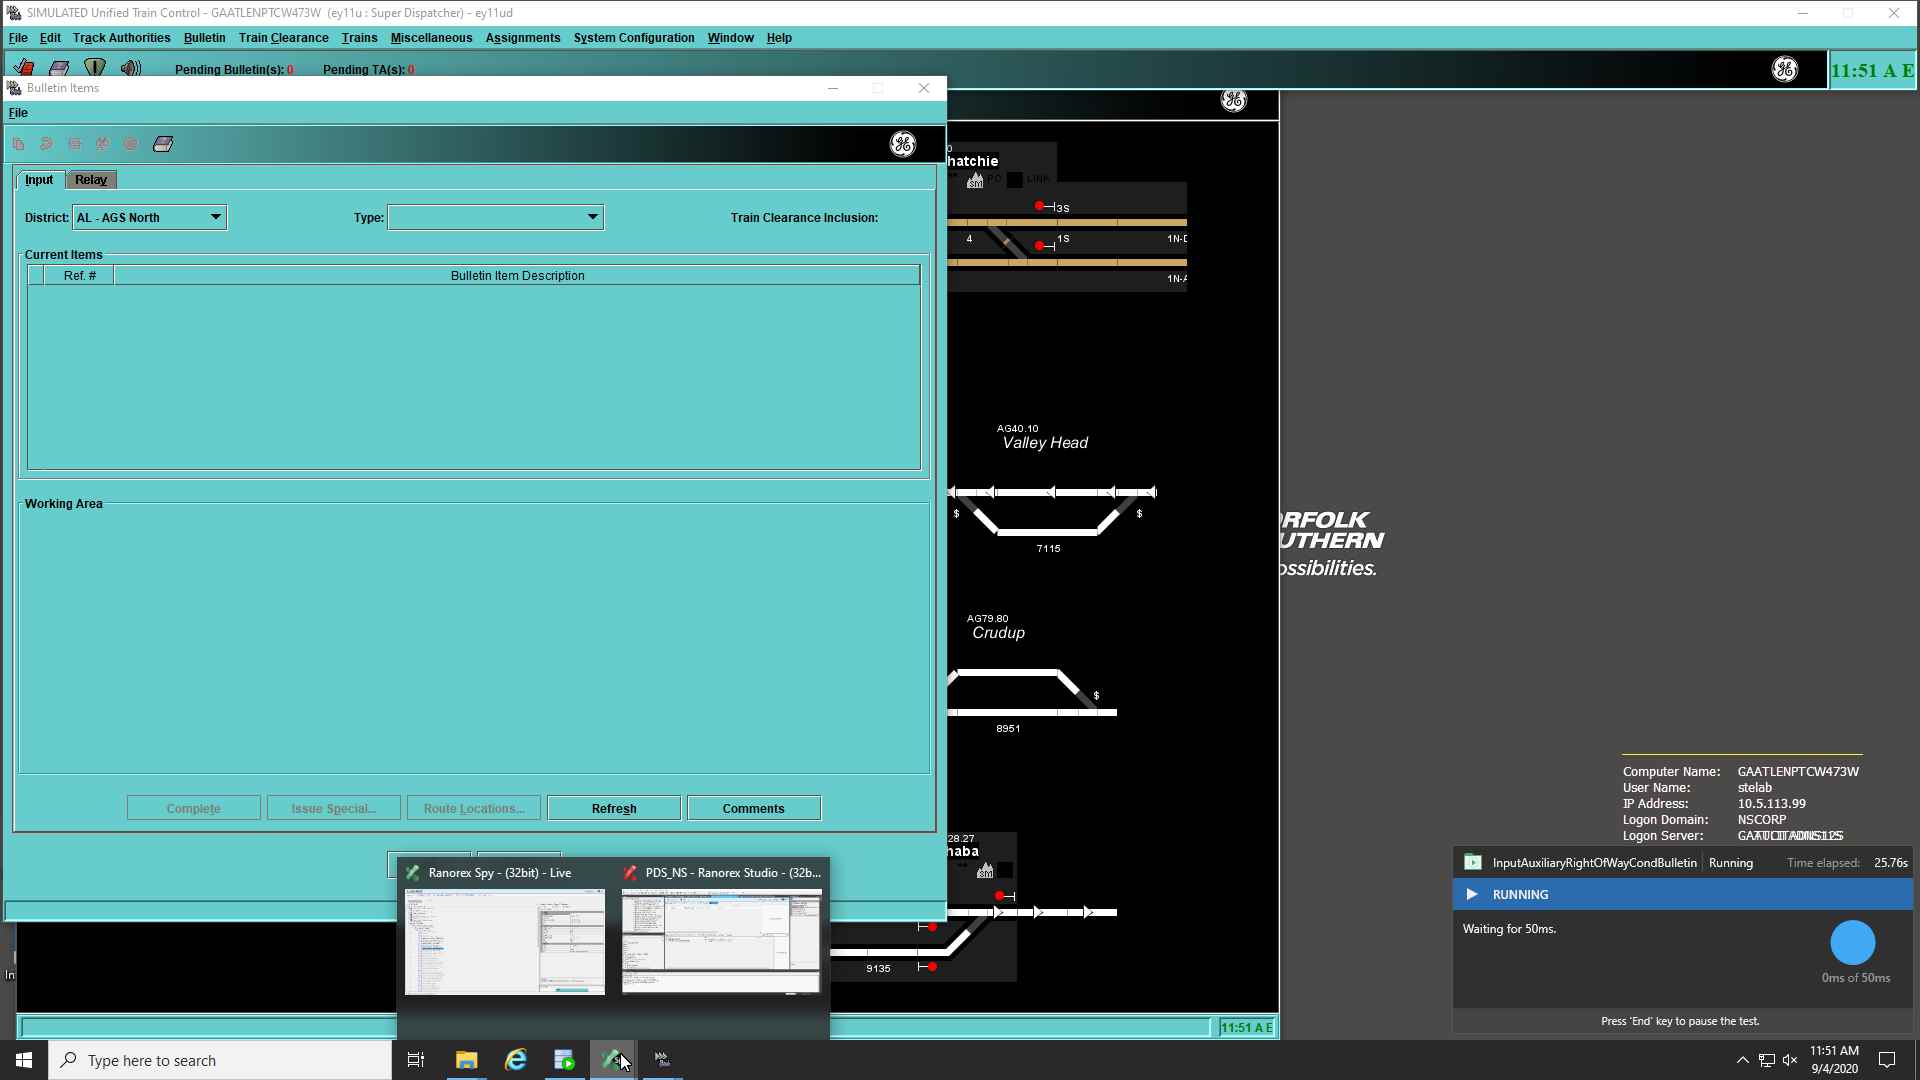 SIMULATED Unified Train Control - GAATLENPTCW473W (ey11u : Super Dispatcher) - ey11ud
File Edit Track Authorities Bulletin Train Clearance Trains Miscellaneous Assignments System Configuration Window Help
Pending Bulletin(s): 0 Pending TA(s): 0
11:51 A E
Bulletin Items
File
Input Relay
District: AL - AGS North Type: Train Clearance Inclusion:
Current Items
Ref. # Bulletin Item Description
Working Area
Complete Issue Special... Route Locations... Refresh Comments
hatchie
SM PO LINK
3S
4 1S 1N-D
1N-A
AG40.10
Valley Head
$ $
7115
AG79.80
Crudup
$
8951
28.27
haba
SM
9135
11:51 A E
ORFOLK
UTHERN
ossibilities.
Computer Name: GAATLENPTCW473W
User Name: stelab
IP Address: 10.5.113.99
Logon Domain: NSCORP
Logon Server:
InputAuxiliaryRightOfWayCondBulletin Running Time elapsed: 25.76s
RUNNING
Waiting for 50ms.
0ms of 50ms
Press 'End' key to pause the test.
Ranorex Spy - (32bit) - Live
PDS_NS - Ranorex Studio - (32b...
In
Type here to search
11:51 AM
9/4/2020